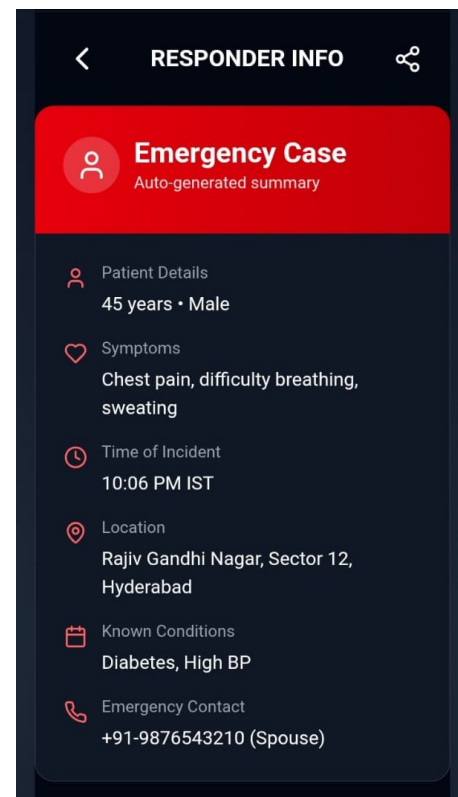 RESPONDER INFO
Emergency Case
Auto-generated summary
Patient Details
45 years • Male
Symptoms
Chest pain, difficulty breathing,
sweating
Time of Incident
10:06 PM IST
Location
Rajiv Gandhi Nagar, Sector 12,
Hyderabad
Known Conditions
Diabetes, High BP
Emergency Contact
+91-9876543210 (Spouse)